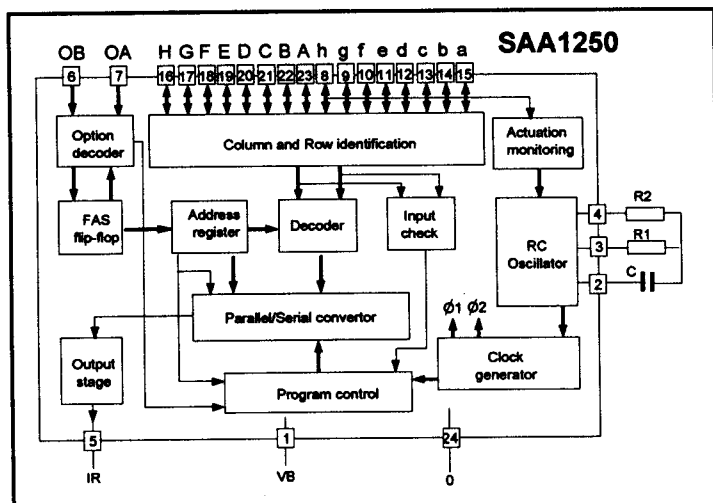 SAA1250
OB OA H G F E D C B A h g f e d c b a
6 7 16 17 18 19 20 21 22 23 8 9 10 11 12 13 14 15
Option
decoder
Column and Row identification
Actuation
monitoring
FAS
flip-flop
Address
register
Decoder
Input
check
RC
Oscillator
4
R2
3
R1
2
C
Ø1 Ø2
Parallel/Serial convertor
Output
stage
Program control
Clock
generator
5
1
24
IR
VB
0